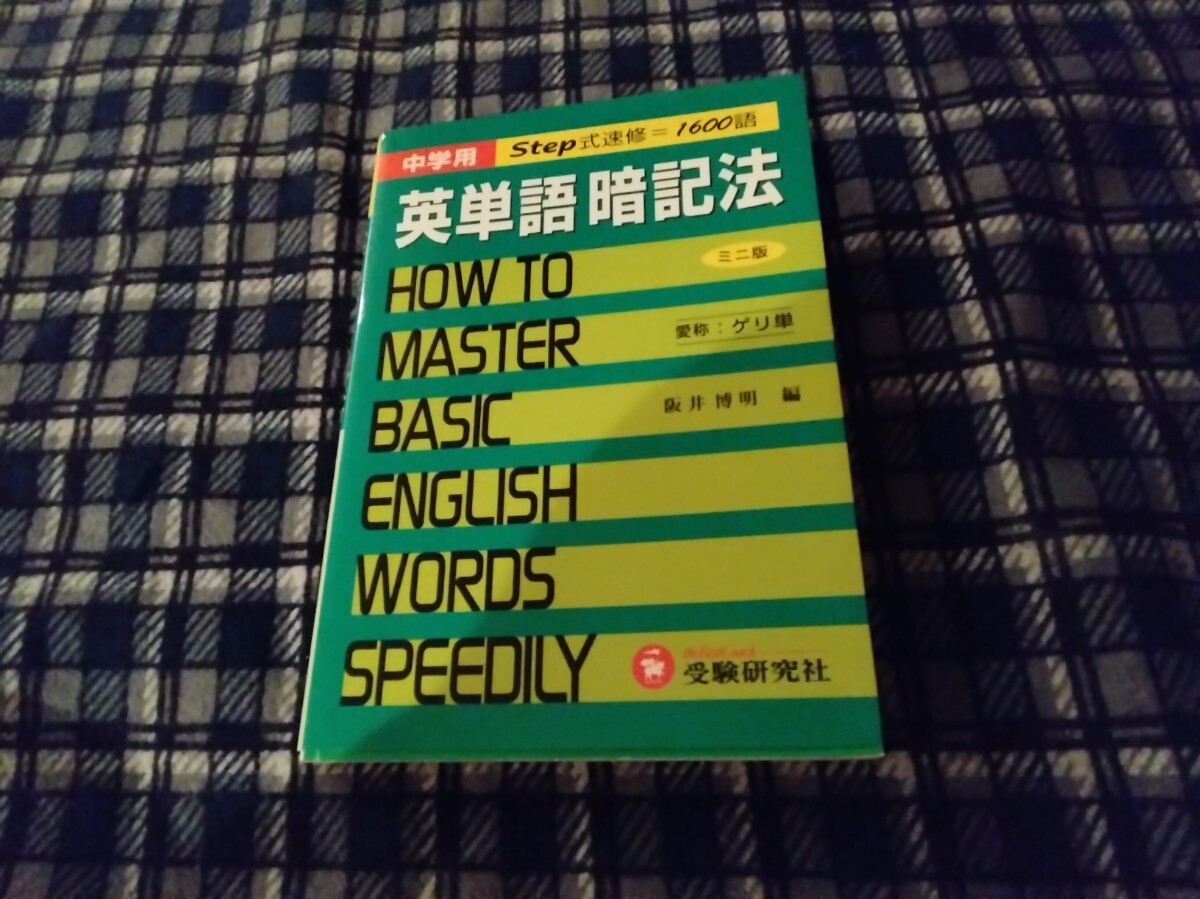 中学用 Step式速修=1600語
英単語暗記法
HOW TO
ミニ版
MASTER
愛称:ゲリ単
BASIC
阪井博明 編
ENGLISH
WORDS
SPEEDILY
受験研究社